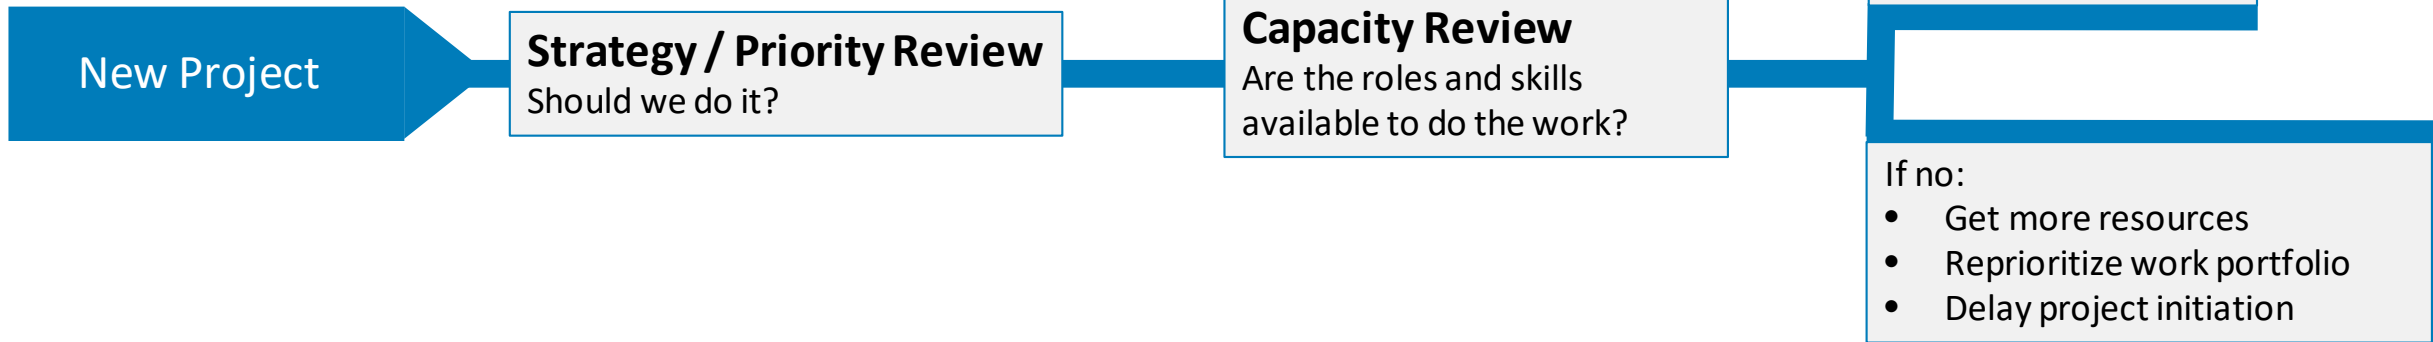 New Project
Strategy / Priority Review
Should we do it?
Capacity Review
Are the roles and skills
available to do the work?
If no:
• Get more resources
• Reprioritize work portfolio
• Delay project initiation